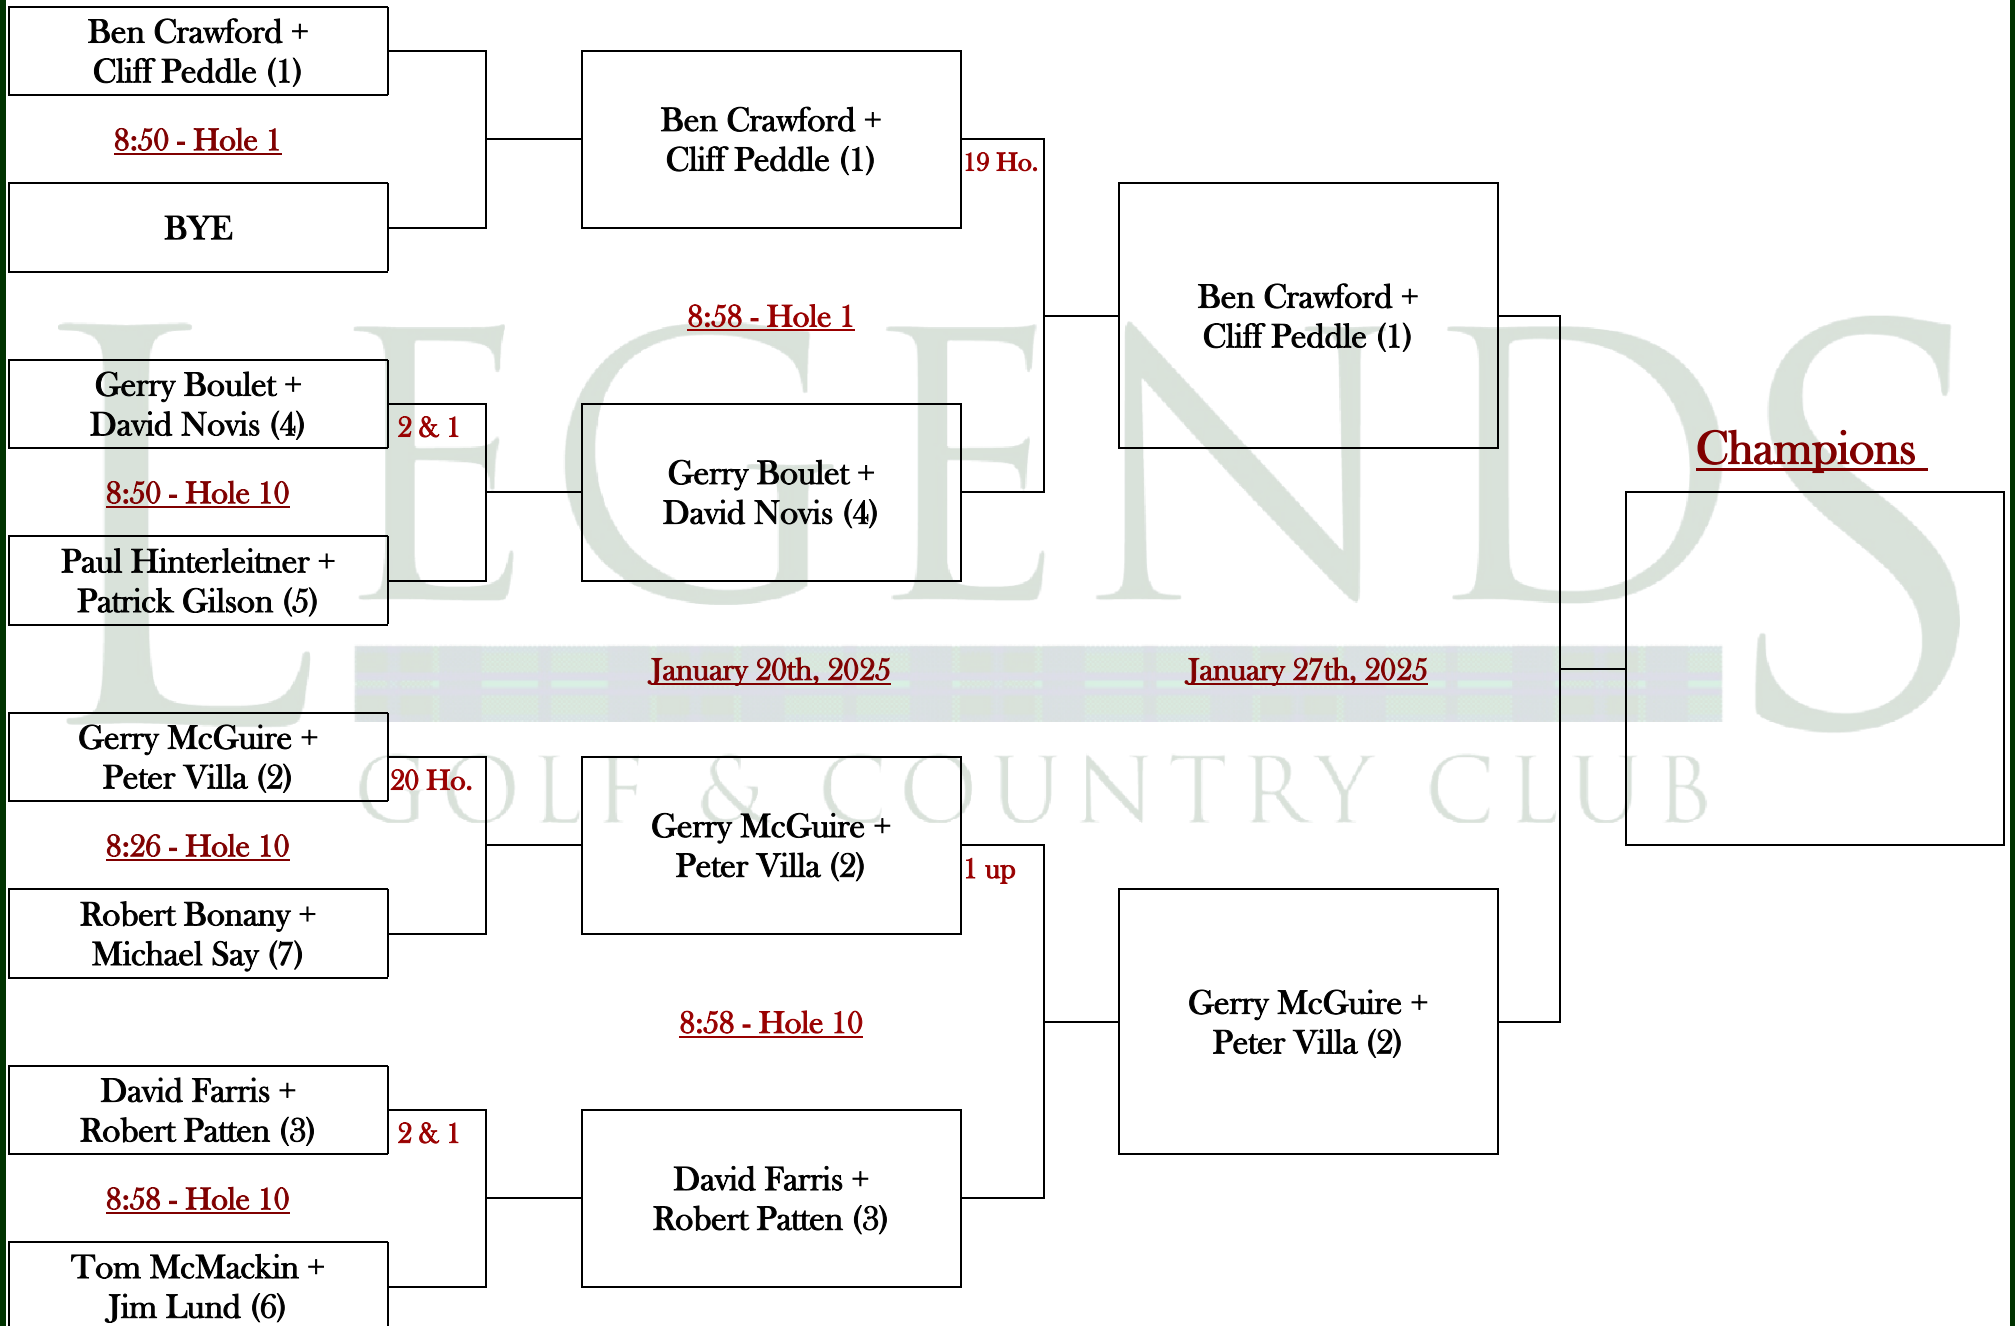 Ben Crawford +
Cliff Peddle (1)
8:50 - Hole 1
BYE
Gerry Boulet +
David Novis (4)
2 & 1
8:50 - Hole 10
Paul Hinterleitner +
Patrick Gilson (5)
Gerry McGuire +
Peter Villa (2)
20 Ho.
8:26 - Hole 10
Robert Bonany +
Michael Say (7)
David Farris +
Robert Patten (3)
2 & 1
8:58 - Hole 10
Tom McMackin +
Jim Lund (6)
Ben Crawford +
Cliff Peddle (1)
19 Ho.
8:58 - Hole 1
Gerry Boulet +
David Novis (4)
January 20th, 2025
Gerry McGuire +
Peter Villa (2)
1 up
8:58 - Hole 10
David Farris +
Robert Patten (3)
Ben Crawford +
Cliff Peddle (1)
January 27th, 2025
Gerry McGuire +
Peter Villa (2)
Champions
LEGENDS
GOLF & COUNTRY CLUB